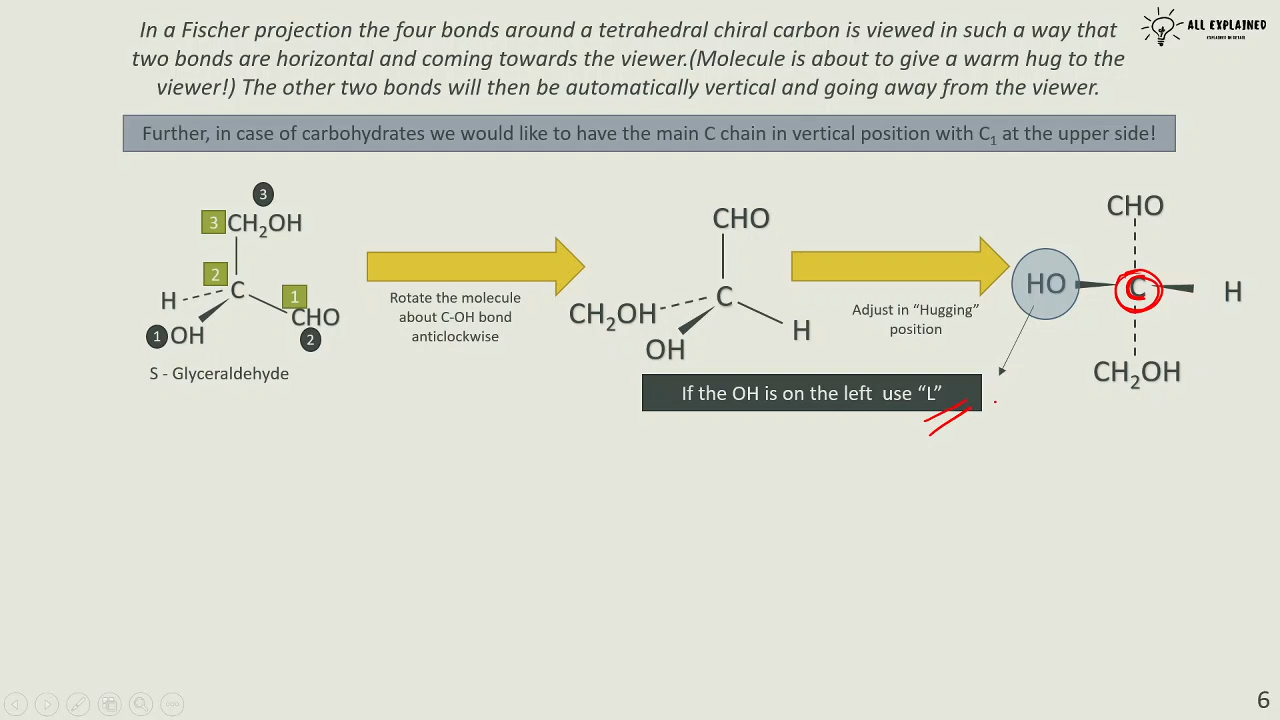 In a Fischer projection the four bonds around a tetrahedral chiral carbon is viewed in such a way that
two bonds are horizontal and coming towards the viewer.(Molecule is about to give a warm hug to the
viewer!) The other two bonds will then be automatically vertical and going away from the viewer.
ALL EXPLAINED
EXPLAINED IN DETAIL
Further, in case of carbohydrates we would like to have the main C chain in vertical position with C₁ at the upper side!
3
3 CH₂OH
2
H C 1
CHO
1 OH 2
S - Glyceraldehyde
Rotate the molecule
about C-OH bond
anticlockwise
CHO
CH₂OH C
H
OH
Adjust in “Hugging”
position
CHO
HO C H
CH₂OH
If the OH is on the left use “L”
6